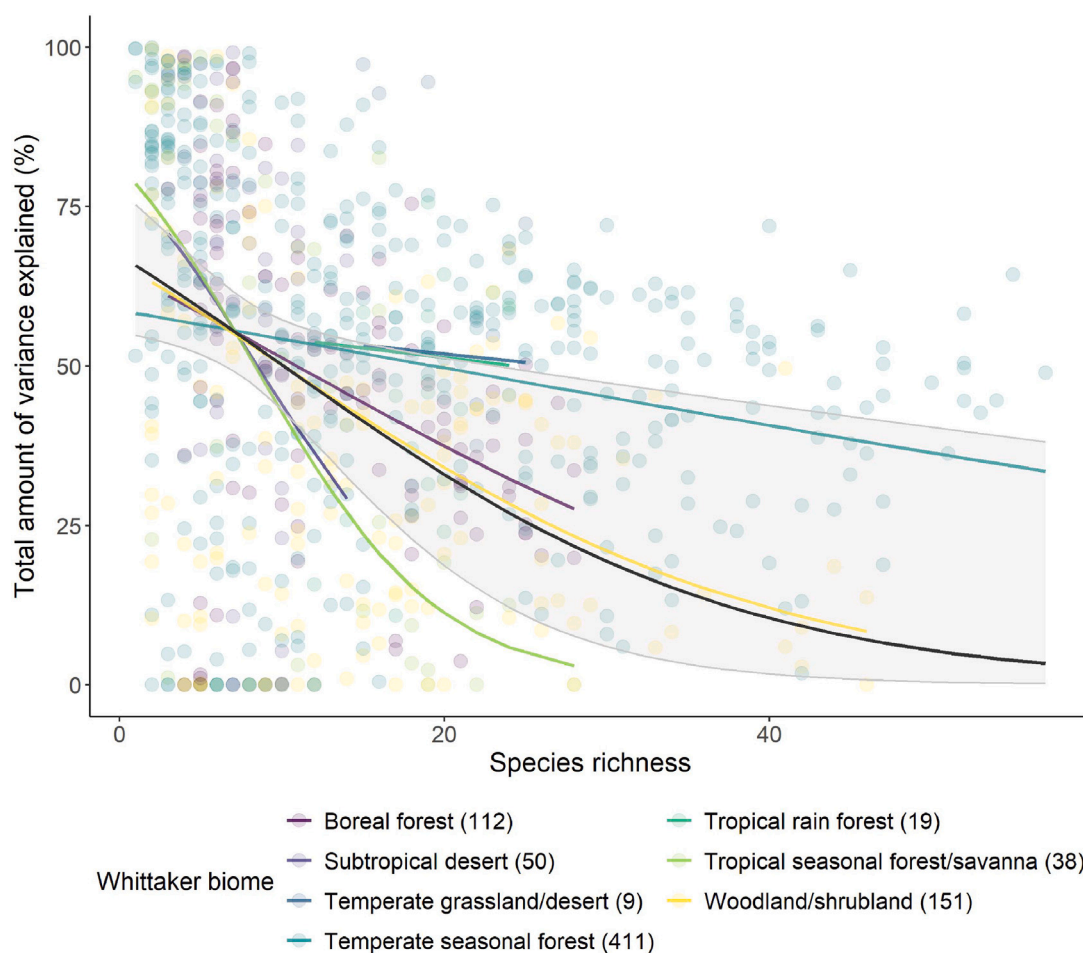 Total amount of variance explained (%)
100
75
50
25
0
0 20 40
Species richness
Whittaker biome
Boreal forest (112)
Subtropical desert (50)
Temperate grassland/desert (9)
Temperate seasonal forest (411)
Tropical rain forest (19)
Tropical seasonal forest/savanna (38)
Woodland/shrubland (151)